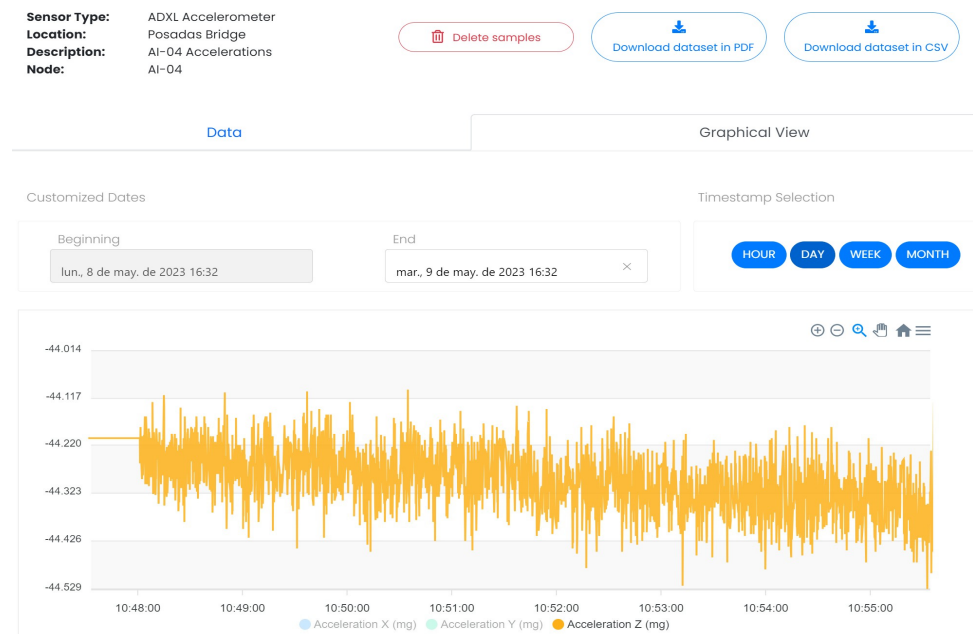 Sensor Type: ADXL Accelerometer
Location: Posadas Bridge
Description: AI-04 Accelerations
Node: AI-04
Delete samples
Download dataset in PDF
Download dataset in CSV
Data
Graphical View
Customized Dates
Timestamp Selection
Beginning
End
lun., 8 de may. de 2023 16:32
mar., 9 de may. de 2023 16:32
HOUR DAY WEEK MONTH
-44.014
-44.117
-44.220
-44.323
-44.426
-44.529
10:48:00 10:49:00 10:50:00 10:51:00 10:52:00 10:53:00 10:54:00 10:55:00
Acceleration X (mg) Acceleration Y (mg) Acceleration Z (mg)